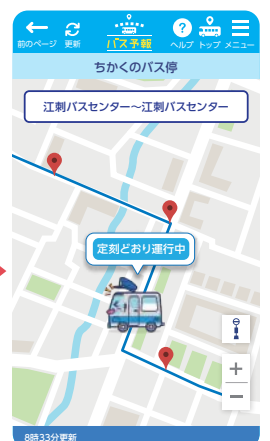 前のページ 更新 バス予報 ? ヘルプ トップ メニュー
ちかくのバス停
江刺バスセンター～江刺バスセンター
定刻どおり運行中
+
−
8時33分更新